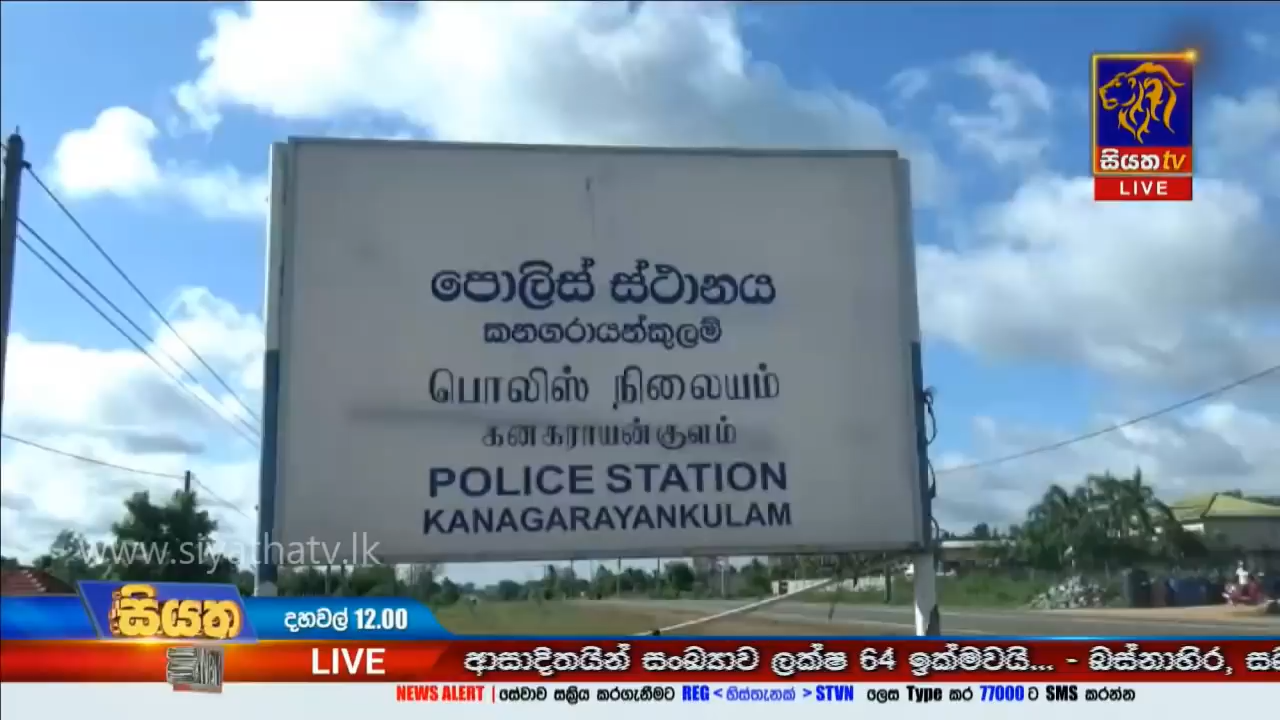 සියත tv
LIVE
පොලිස් ස්ථානය
කනගරායන්කුලම්
பொலிஸ் நிலையம்
கனகராயன்குளம்
POLICE STATION
KANAGARAYANKULAM
www.siyathatv.lk
සියත
දහවල් 12.00
LIVE
ආසාදිතයින් සංඛ්‍යාව ලක්ෂ 64 ඉක්මවයි... - බස්නාහිර,
NEWS ALERT | සේවාව සක්‍රිය කරගැනීමට REG < හිස්තැනක් > STVN ලෙස Type කර 77000 ට SMS කරන්න